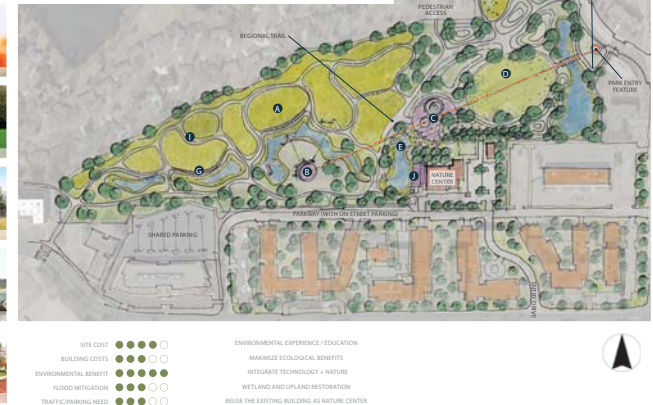 PEDESTRIAN
ACCESS
REGIONAL TRAIL
PARK ENTRY
FEATURE
A
D
C
I
E
G
B
J
NATURE
CENTER
PARKWAY (WITH ON STREET PARKING)
SHARED PARKING
ENTRY DRIVE
SITE COST
BUILDING COSTS
ENVIRONMENTAL BENEFIT
FLOOD MITIGATION
TRAFFIC/PARKING NEED
ENVIRONMENTAL EXPERIENCE / EDUCATION
MAXIMIZE ECOLOGICAL BENEFITS
INTEGRATE TECHNOLOGY + NATURE
WETLAND AND UPLAND RESTORATION
REUSE THE EXISTING BUILDING AS NATURE CENTER